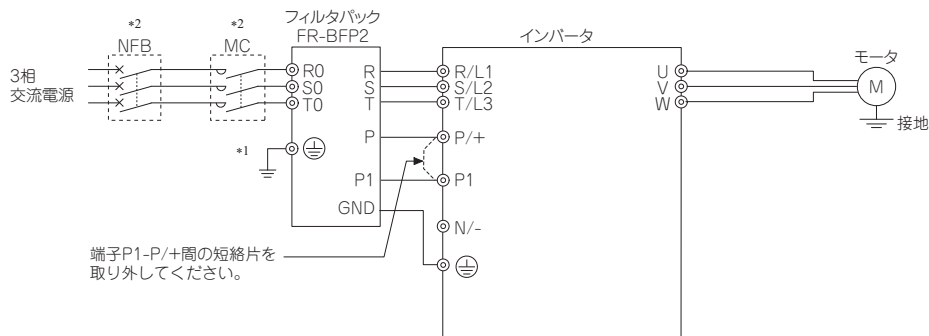 *2
NFB
*2
MC
フィルタパック
FR-BFP2
インバータ
3相
交流電源
R0
S0
T0
R
S
T
R/L1
S/L2
T/L3
U
V
W
モータ
M
接地
*1
P
P/+
P1
P1
GND
N/-
端子P1-P/+間の短絡片を
取り外してください。